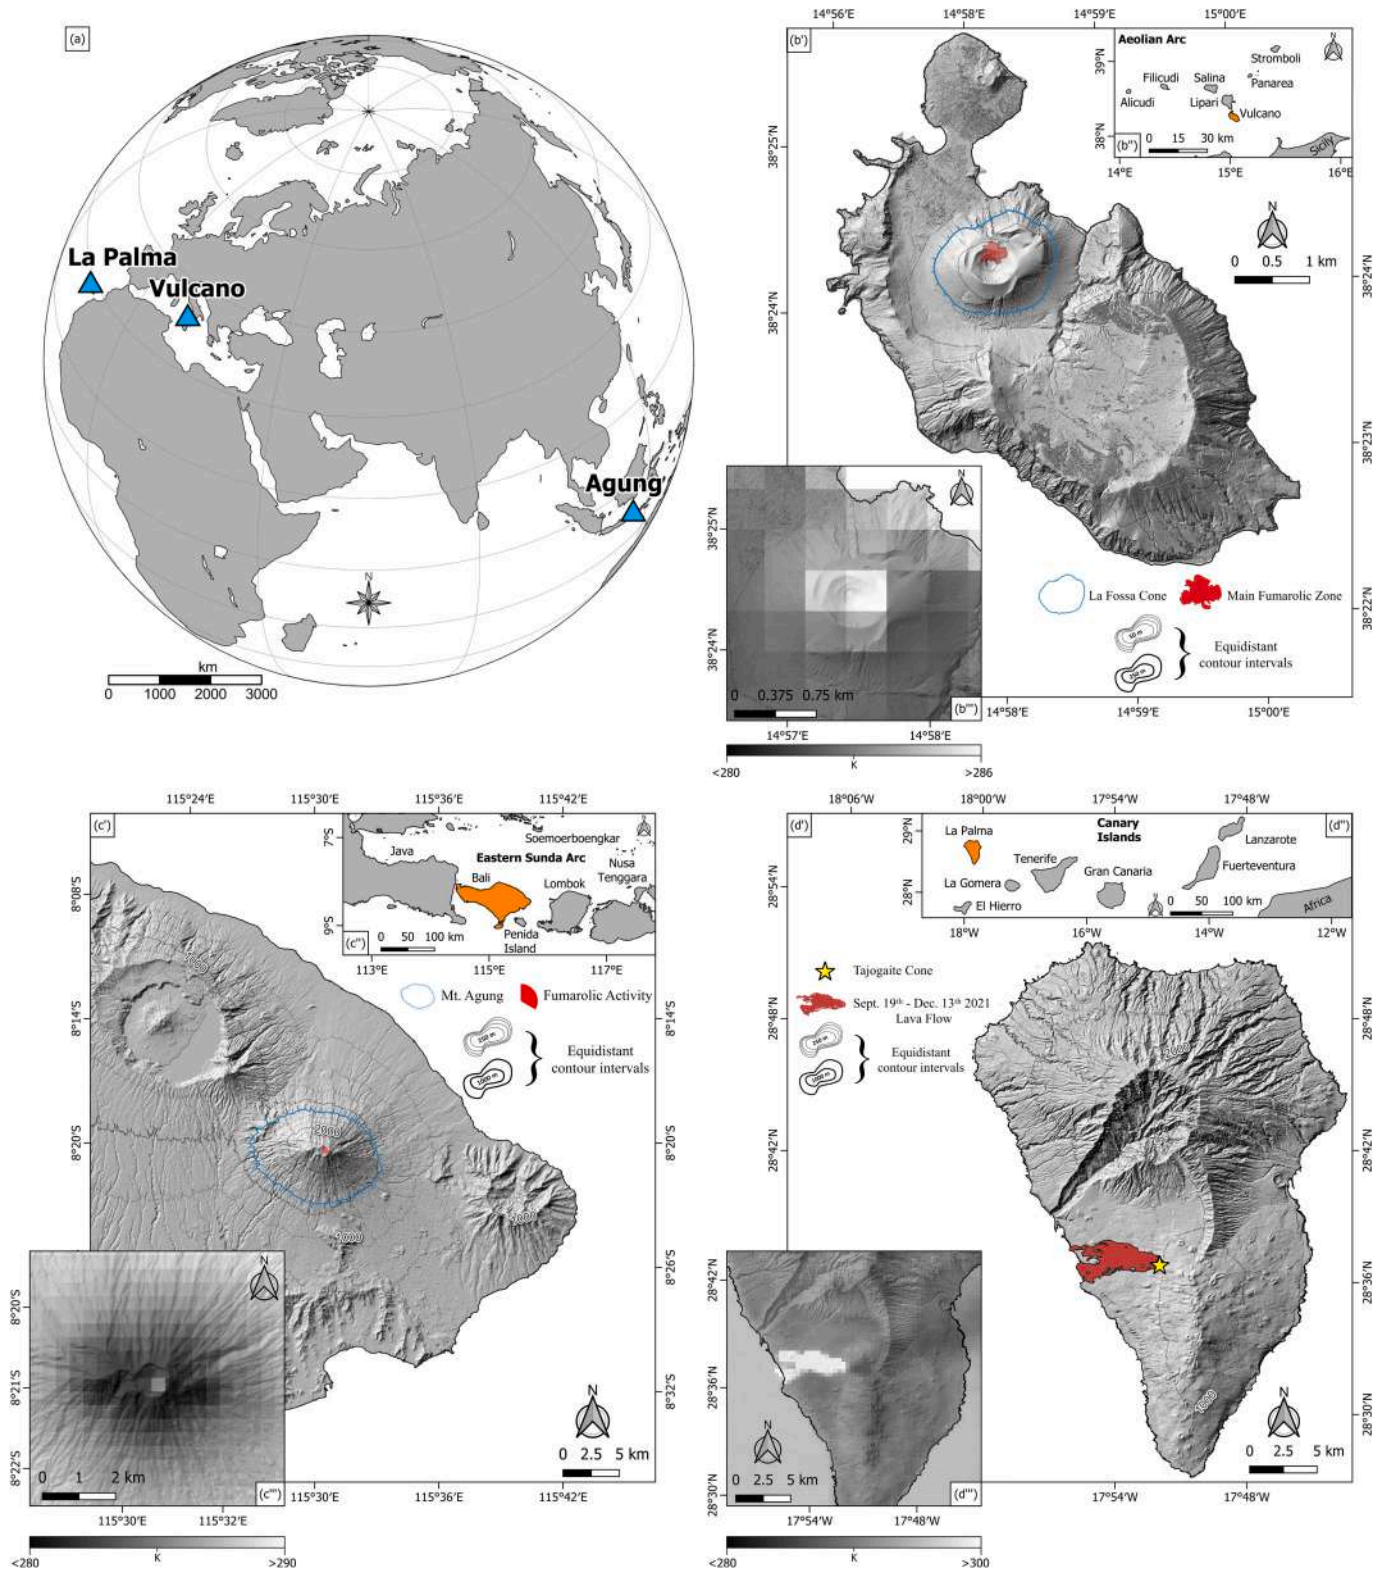 (a)
La Palma
Vulcano
Agung
N
km
0 1000 2000 3000
14°56'E 14°58'E 14°59'E 15°00'E
(b')
Aeolian Arc
N
Stromboli
Filicudi Salina Panarea
Alicudi Lipari Vulcano
0 15 30 km
Sicily
(b'')
39°N
38°N
14°E 15°E 16°E
38°25'N
38°24'N
N
0 0.5 1 km
38°24'N
38°23'N
38°22'N
N
38°25'N
38°24'N
0 0.375 0.75 km
(b''')
14°57'E 14°58'E
<280 K >286
La Fossa Cone
Main Fumarolic Zone
50 m
250 m
Equidistant
contour intervals
14°58'E 14°59'E 15°00'E
115°24'E 115°30'E 115°36'E 115°42'E
(c')
7°S
9°S
Soemoerboengkar
N
Java
Eastern Sunda Arc
Bali
Lombok
Nusa
Tenggara
0 50 100 km
Penida
Island
(c'')
113°E 115°E 117°E
8°08'S
8°14'S
8°20'S
1000
2000
1000
1000
Mt. Agung
Fumarolic Activity
250 m
1000 m
Equidistant
contour intervals
8°14'S
8°20'S
8°26'S
8°32'S
N
0 2.5 5 km
N
8°20'S
8°21'S
8°22'S
0 1 2 km
(c''')
115°30'E 115°32'E
115°30'E 115°36'E 115°42'E
<280 K >290
18°06'W 18°00'W 17°54'W 17°48'W
(d')
29°N
28°N
La Palma
Canary
Islands
(d'')
Lanzarote
Tenerife
Fuerteventura
Gran Canaria
La Gomera
El Hierro
N
0 50 100 km
Africa
18°W 16°W 14°W 12°W
28°54'N
28°48'N
28°42'N
Tajogaite Cone
Sept. 19th - Dec. 13th 2021
Lava Flow
250 m
1000 m
Equidistant
contour intervals
2000
1000
28°48'N
28°42'N
28°36'N
28°30'N
N
0 2.5 5 km
28°42'N
28°36'N
28°30'N
N
0 2.5 5 km
(d''')
17°54'W 17°48'W
17°54'W 17°48'W
<280 K >300